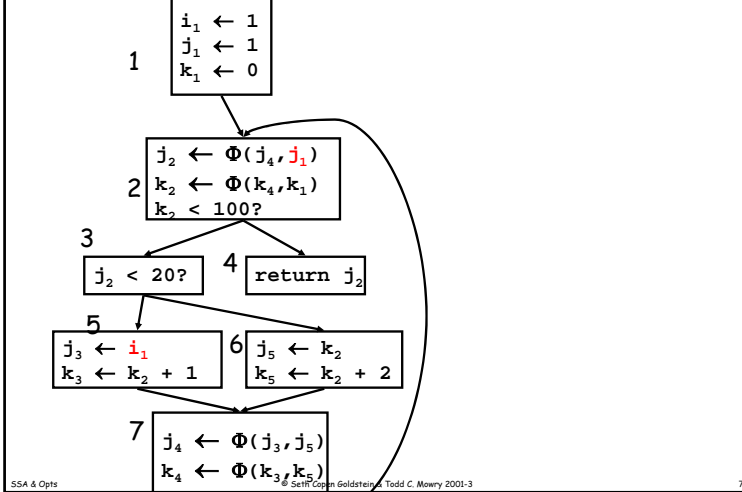 i₁ ← 1
j₁ ← 1
k₁ ← 0
1
j₂ ← Φ(j₄,j₁)
k₂ ← Φ(k₄,k₁)
k₂ < 100?
2
3
j₂ < 20?
4
return j₂
5
j₃ ← i₁
k₃ ← k₂ + 1
6
j₅ ← k₂
k₅ ← k₂ + 2
7
j₄ ← Φ(j₃,j₅)
k₄ ← Φ(k₃,k₅)
SSA & Opts
© Seth Copen Goldstein & Todd C. Mowry 2001-3
7